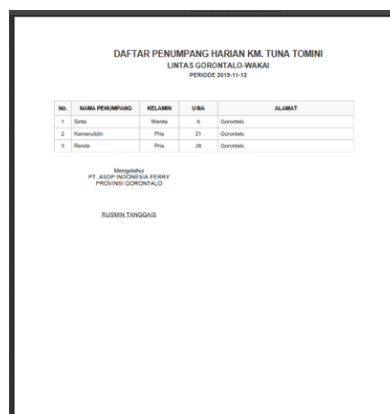 DAFTAR PENUMPANG HARIAN KM. TUNA TOMINI
LINTAS GORONTALO-WAKAI
PERIODE 2019-11-12
No. NAMA PENUMPANG KELAMIN USIA ALAMAT
1 Sinta Wanita 6 Gorontalo
2 Kamaruddin Pria 21 Gorontalo
3 Rends Pria 28 Gorontalo
Mengetahui
PT. ASDP INDONESIA FERRY
PROVINSI GORONTALO
RUSMIN TANGGAIS